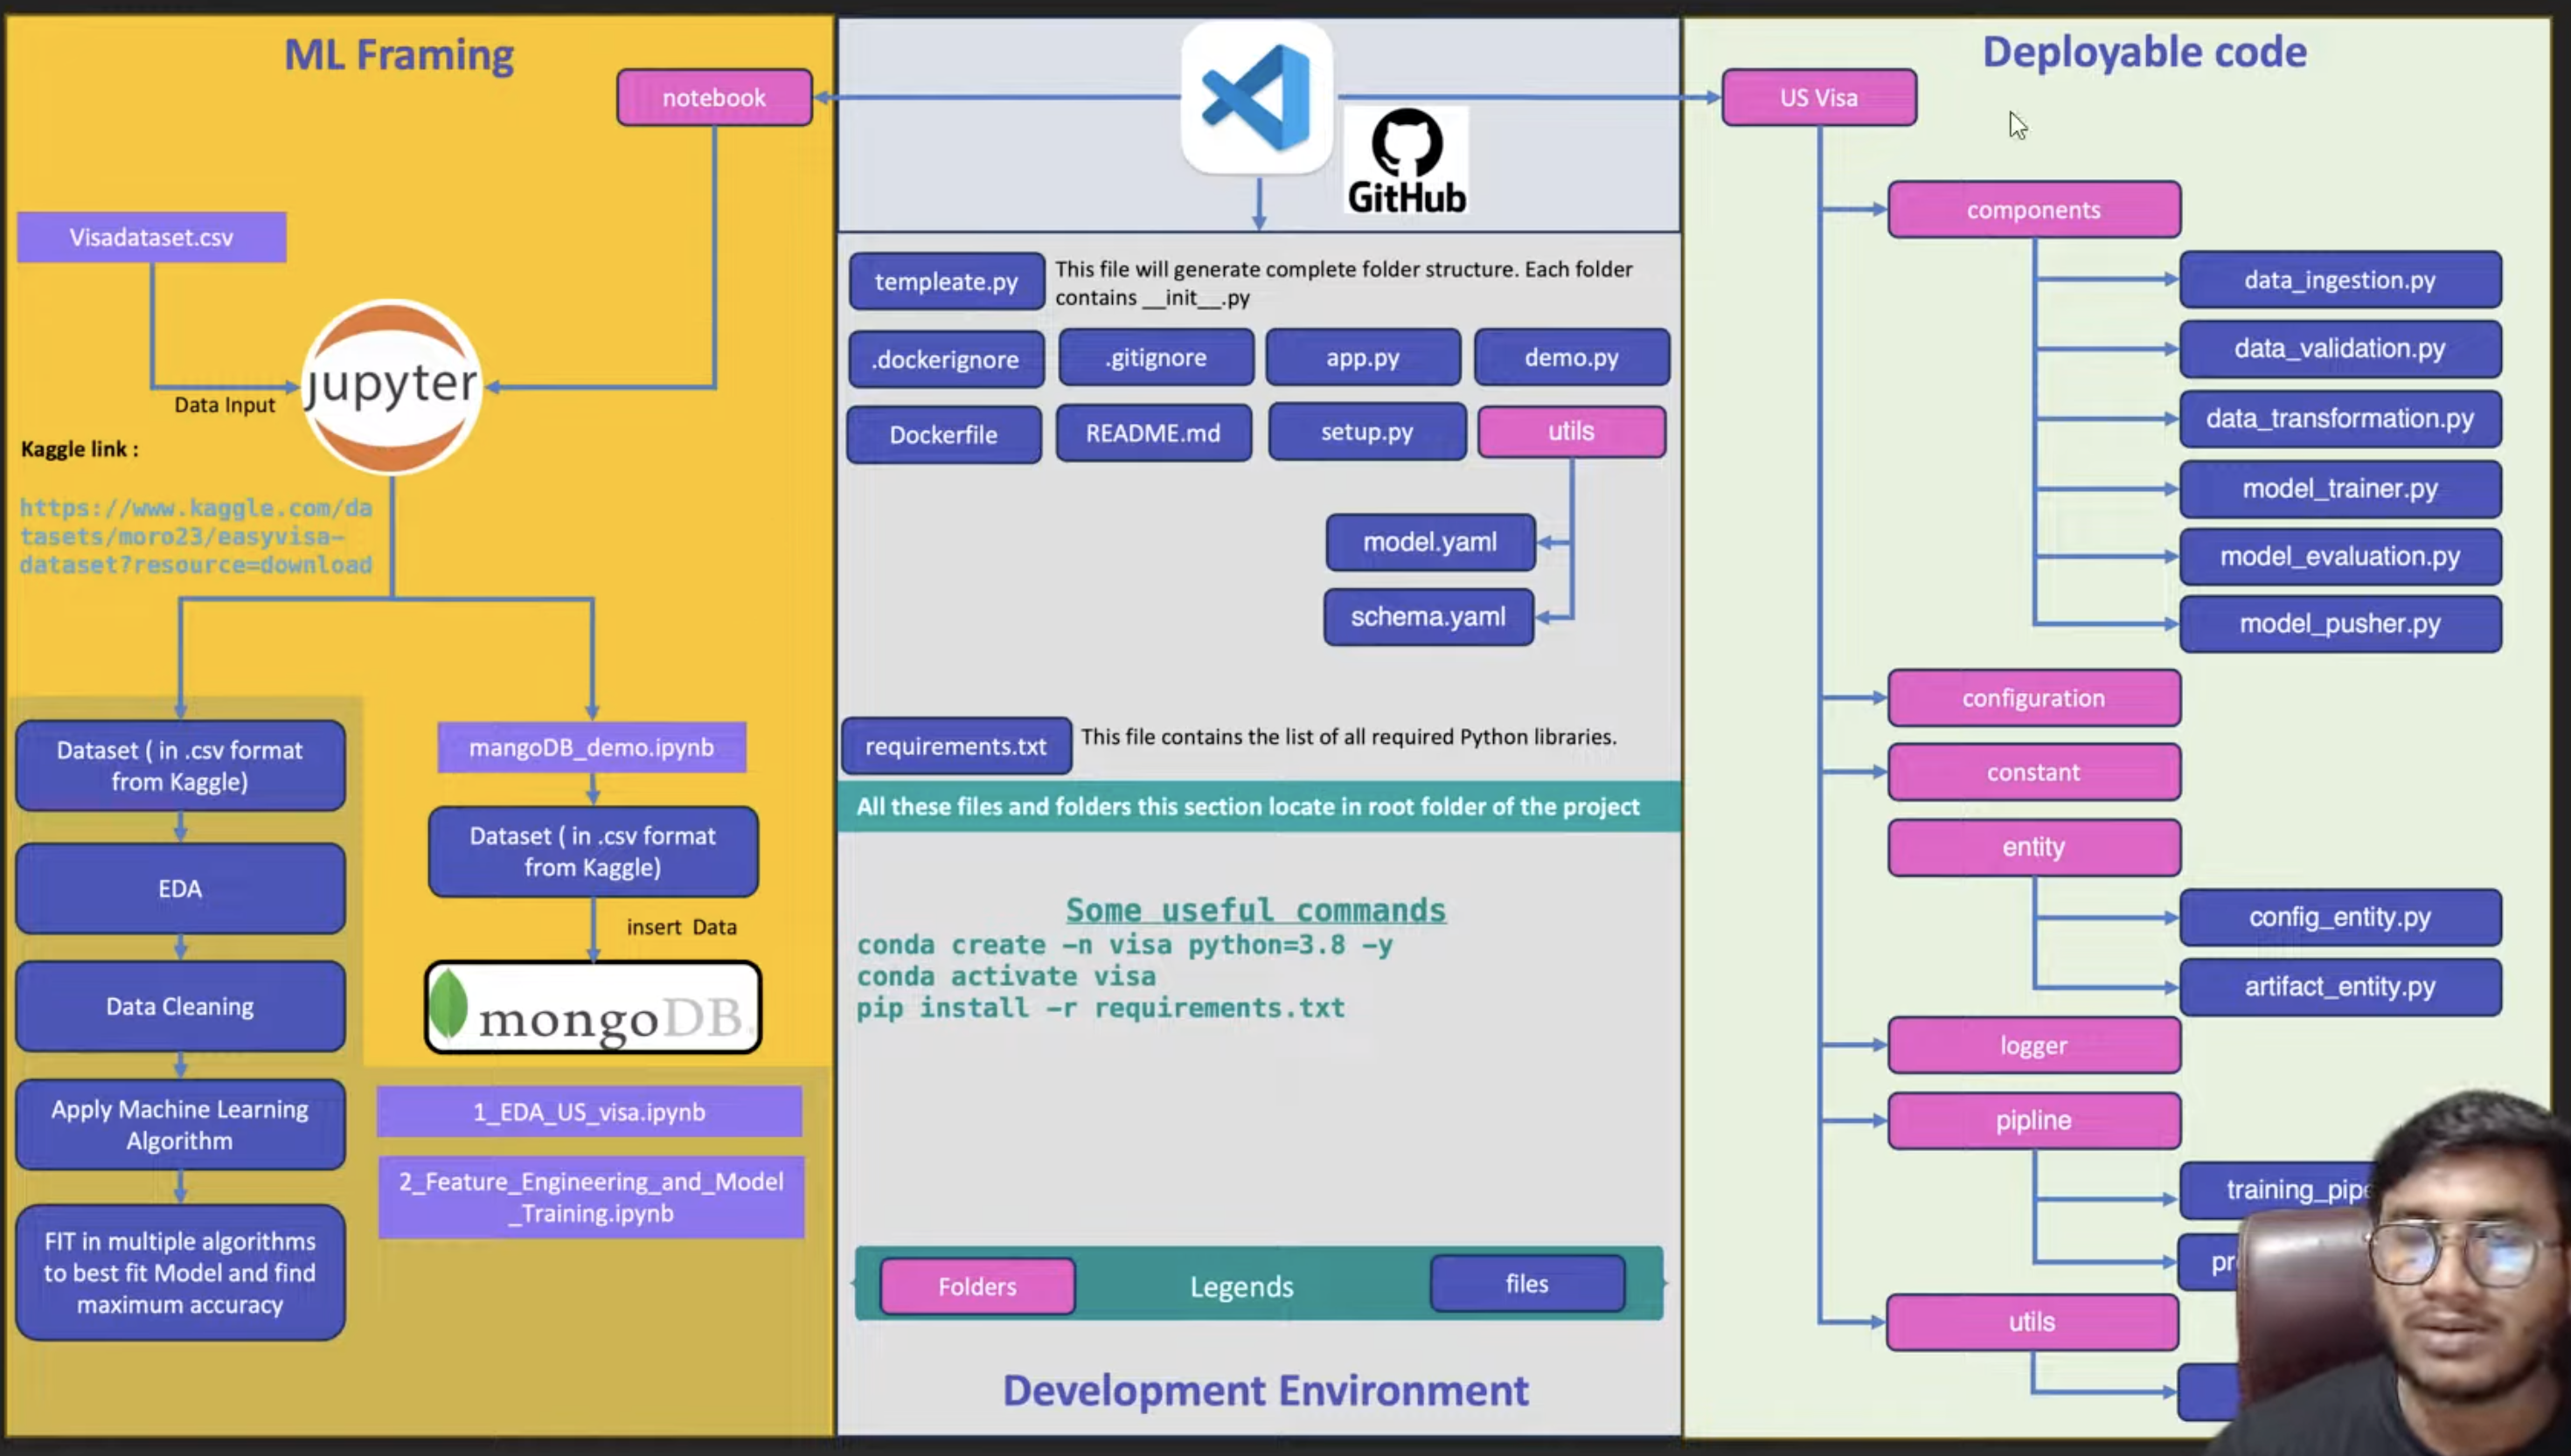 ML Framing
notebook
Visadataset.csv
jupyter
Data Input
Kaggle link :
https://www.kaggle.com/da
tasets/moro23/easyvisa-
dataset?resource=download
Dataset ( in .csv format
from Kaggle)
EDA
Data Cleaning
Apply Machine Learning
Algorithm
FIT in multiple algorithms
to best fit Model and find
maximum accuracy
mangoDB_demo.ipynb
Dataset ( in .csv format
from Kaggle)
insert Data
mongoDB.
1_EDA_US_visa.ipynb
2_Feature_Engineering_and_Model
_Training.ipynb
GitHub
templeate.py
This file will generate complete folder structure. Each folder
contains __init__.py
.dockerignore
.gitignore
app.py
demo.py
Dockerfile
README.md
setup.py
utils
model.yaml
schema.yaml
requirements.txt
This file contains the list of all required Python libraries.
All these files and folders this section locate in root folder of the project
Some useful commands
conda create -n visa python=3.8 -y
conda activate visa
pip install -r requirements.txt
Folders
Legends
files
Development Environment
Deployable code
US Visa
components
data_ingestion.py
data_validation.py
data_transformation.py
model_trainer.py
model_evaluation.py
model_pusher.py
configuration
constant
entity
config_entity.py
artifact_entity.py
logger
pipline
utils